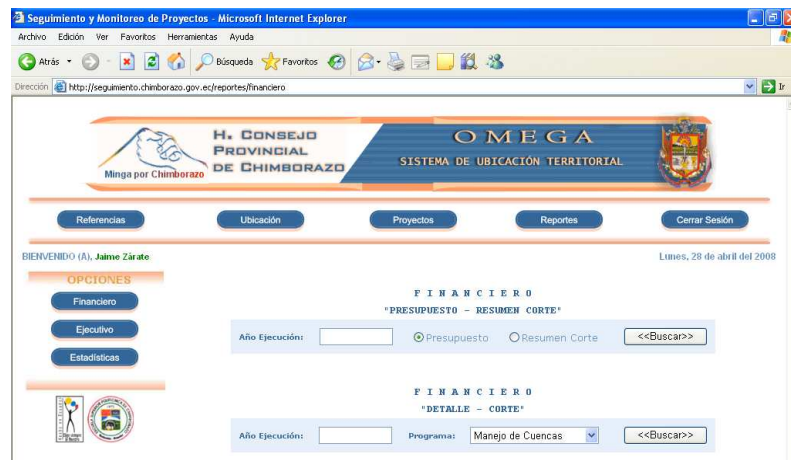 Seguimiento y Monitoreo de Proyectos - Microsoft Internet Explorer
Archivo Edición Ver Favoritos Herramientas Ayuda
Atrás Búsqueda Favoritos
Dirección http://seguimiento.chimborazo.gov.ec/reportes/financiero Ir
Minga por Chimborazo
H. CONSEJO
PROVINCIAL
DE CHIMBORAZO
OMEGA
SISTEMA DE UBICACIÓN TERRITORIAL
Referencias Ubicación Proyectos Reportes Cerrar Sesión
BIENVENIDO (A), Jaime Zárate Lunes, 28 de abril del 2008
OPCIONES
Financiero
Ejecutivo
Estadísticas
FINANCIERO
"PRESUPUESTO - RESUMEN CORTE"
Año Ejecución: Presupuesto Resumen Corte <<Buscar>>
FINANCIERO
"DETALLE - CORTE"
Año Ejecución: Programa: Manejo de Cuencas <<Buscar>>